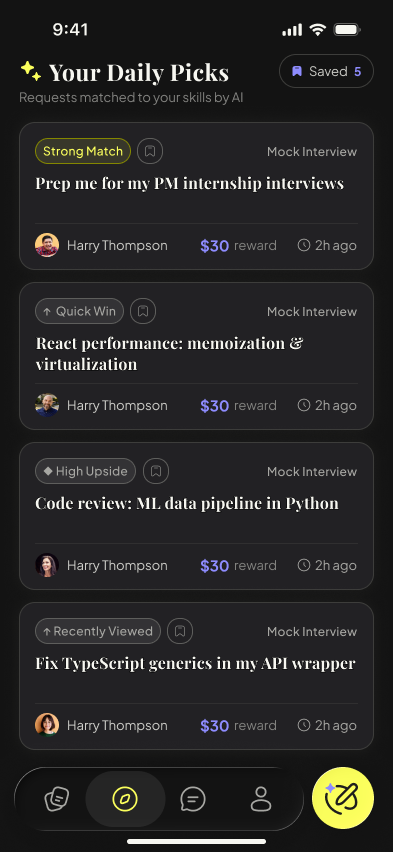 9:41
Your Daily Picks
Saved 5
Requests matched to your skills by AI
Strong Match
Mock Interview
Prep me for my PM internship interviews
Harry Thompson $30 reward 2h ago
↑ Quick Win
Mock Interview
React performance: memoization &
virtualization
Harry Thompson $30 reward 2h ago
◆ High Upside
Mock Interview
Code review: ML data pipeline in Python
Harry Thompson $30 reward 2h ago
↑ Recently Viewed
Mock Interview
Fix TypeScript generics in my API wrapper
Harry Thompson $30 reward 2h ago